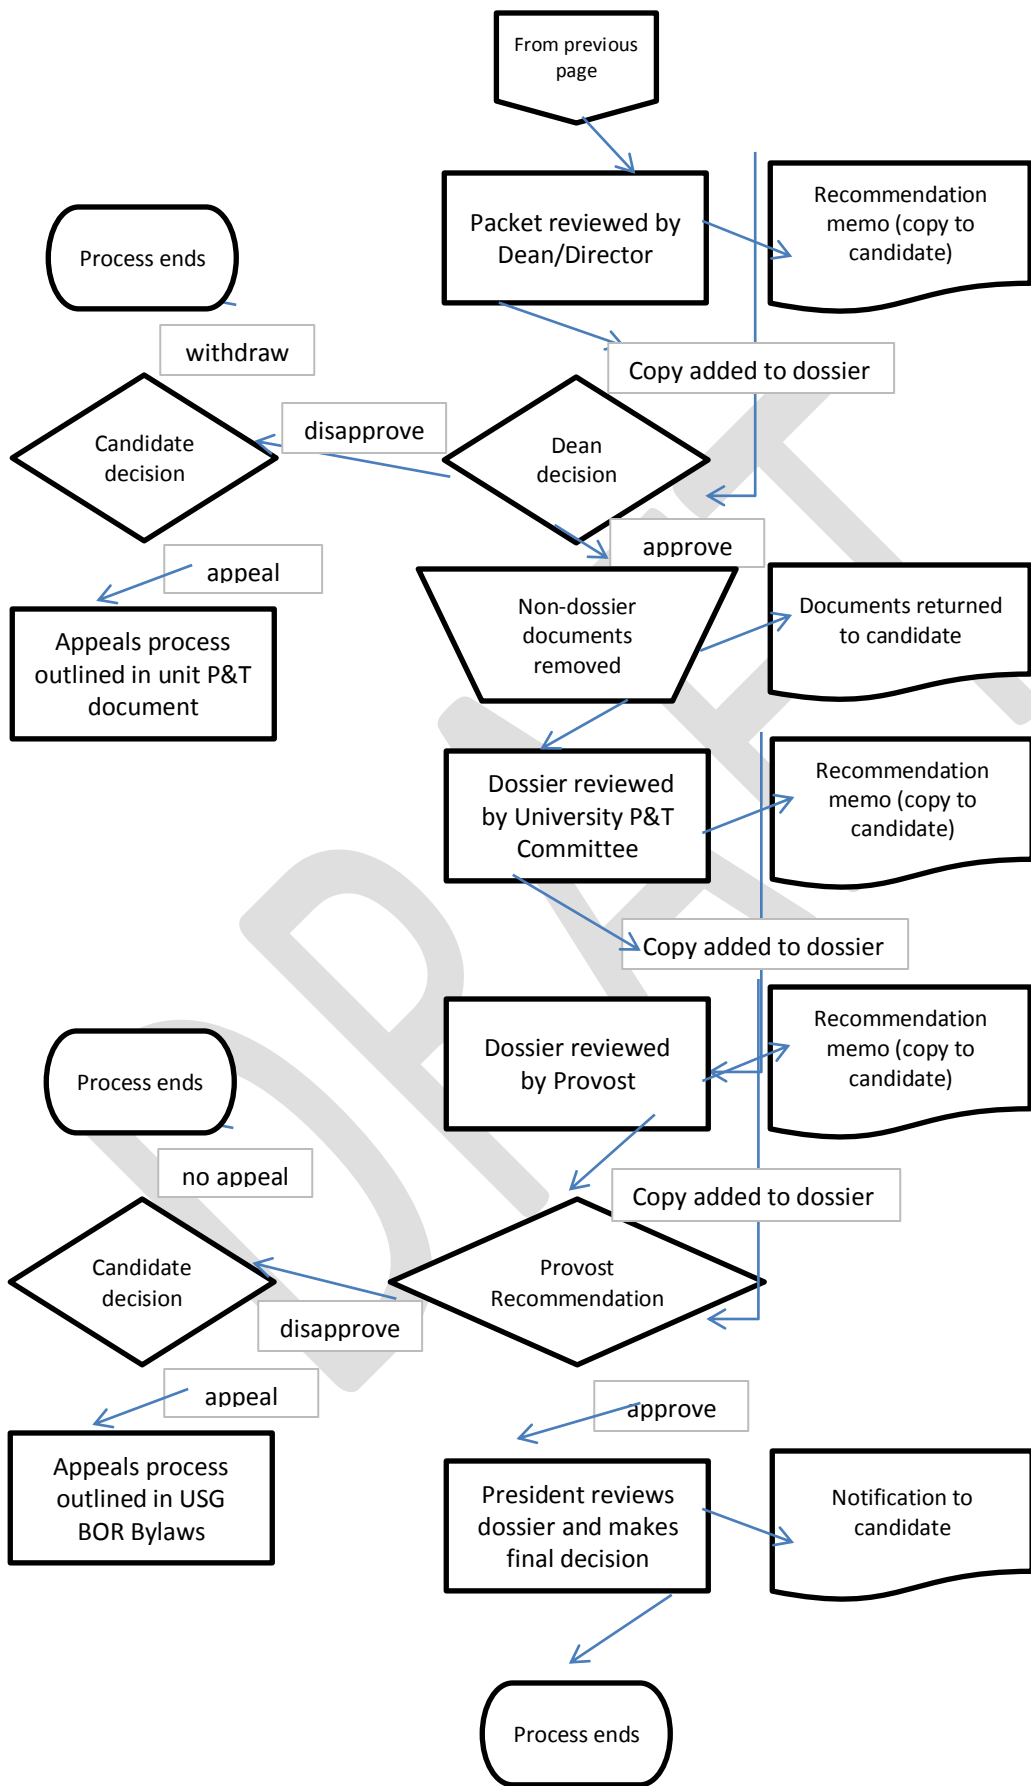 From previous
page
Packet reviewed by
Dean/Director
Recommendation
memo (copy to
candidate)
Process ends
withdraw
Copy added to dossier
Candidate
decision
disapprove
Dean
decision
approve
appeal
Appeals process
outlined in unit P&T
document
Non-dossier
documents
removed
Documents returned
to candidate
Dossier reviewed
by University P&T
Committee
Recommendation
memo (copy to
candidate)
Copy added to dossier
Dossier reviewed
by Provost
Recommendation
memo (copy to
candidate)
Process ends
no appeal
Copy added to dossier
Candidate
decision
disapprove
Provost
Recommendation
appeal
approve
Appeals process
outlined in USG
BOR Bylaws
President reviews
dossier and makes
final decision
Notification to
candidate
Process ends
DRAFT